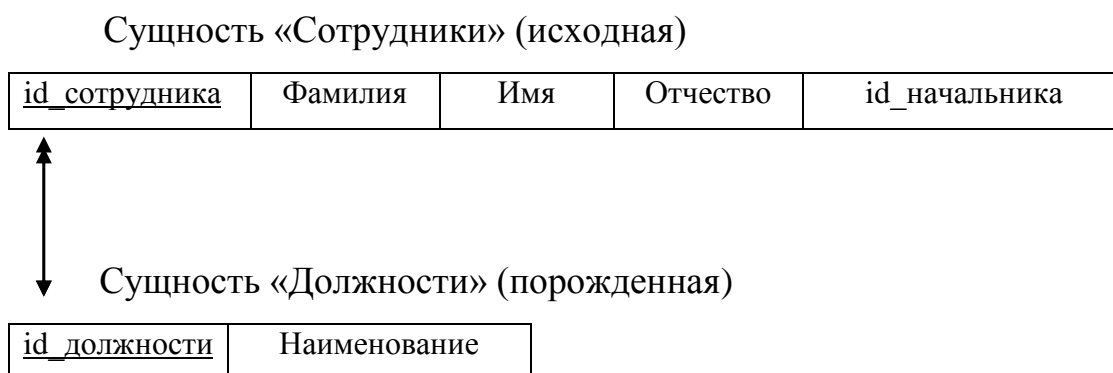 Сущность «Сотрудники» (исходная)
id_сотрудника Фамилия Имя Отчество id_начальника
Сущность «Должности» (порожденная)
id_должности Наименование